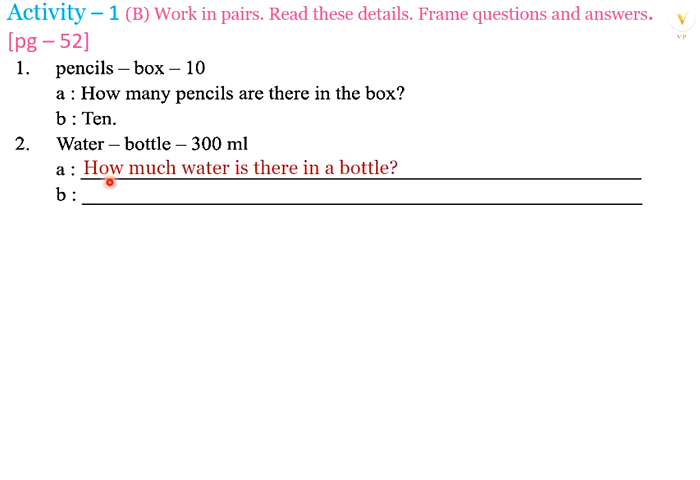 Activity – 1 (B) Work in pairs. Read these details. Frame questions and answers.
[pg – 52]
1. pencils – box – 10
a : How many pencils are there in the box?
b : Ten.
2. Water – bottle – 300 ml
a : How much water is there in a bottle?
b :
V
VP